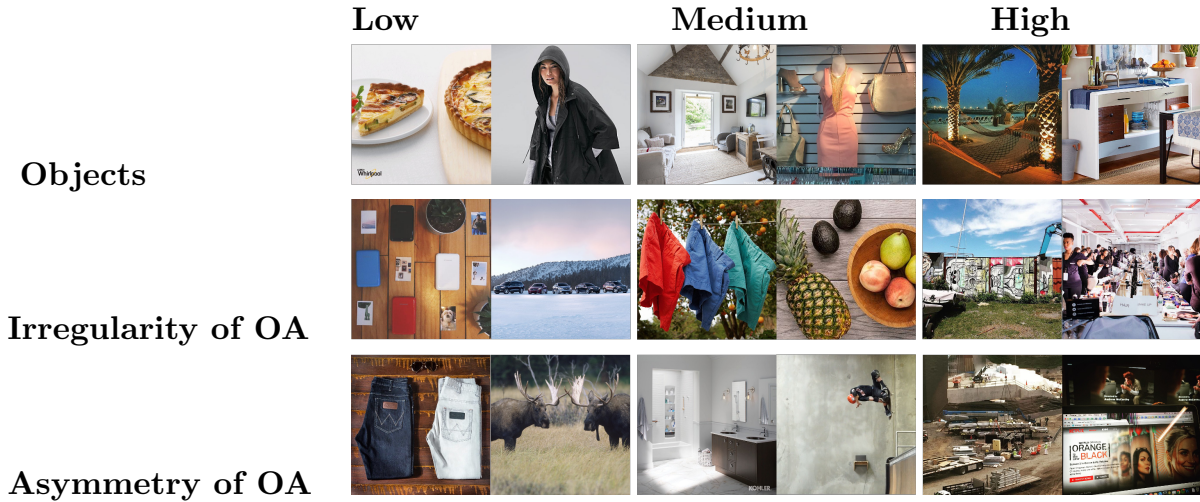 Low Medium High
Objects
Whirlpool
Irregularity of OA
Asymmetry of OA
ORANGE
BLACK
KOHLER